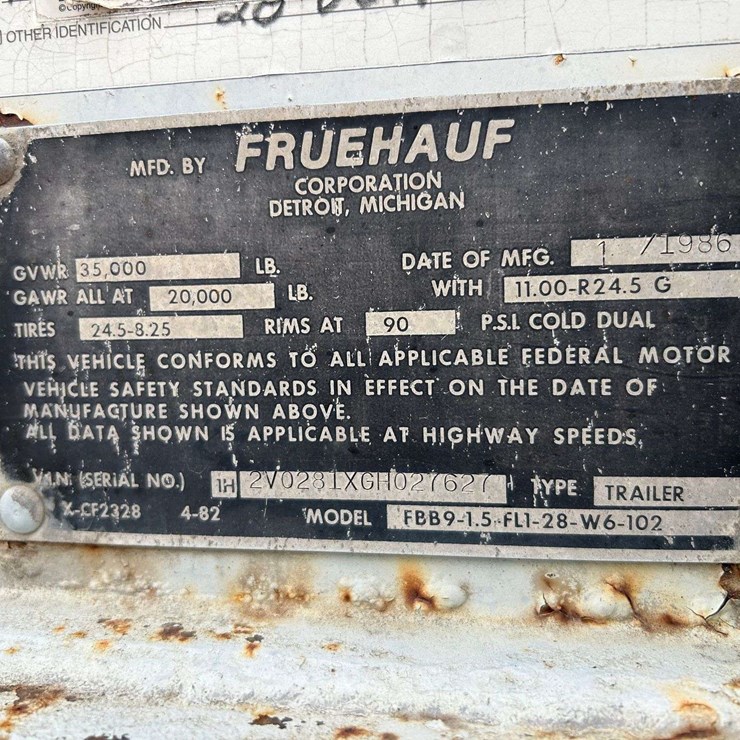 © Copyrig
OTHER IDENTIFICATION
MFD. BY FRUEHAUF
CORPORATION
DETROIT, MICHIGAN
GVWR 35,000 LB. DATE OF MFG. 1 /1986
GAWR ALL AT 20,000 LB. WITH 11.00-R24.5 G
TIRES 24.5-8.25 RIMS AT 90 P.S.I. COLD DUAL
THIS VEHICLE CONFORMS TO ALL APPLICABLE FEDERAL MOTOR
VEHICLE SAFETY STANDARDS IN EFFECT ON THE DATE OF
MANUFACTURE SHOWN ABOVE.
ALL DATA SHOWN IS APPLICABLE AT HIGHWAY SPEEDS.
V.I.N. (SERIAL NO.) 1H 2V0281XGH027627 TYPE TRAILER
X-CF2328 4-82 MODEL FBB9-1.5-FL1-28-W6-102